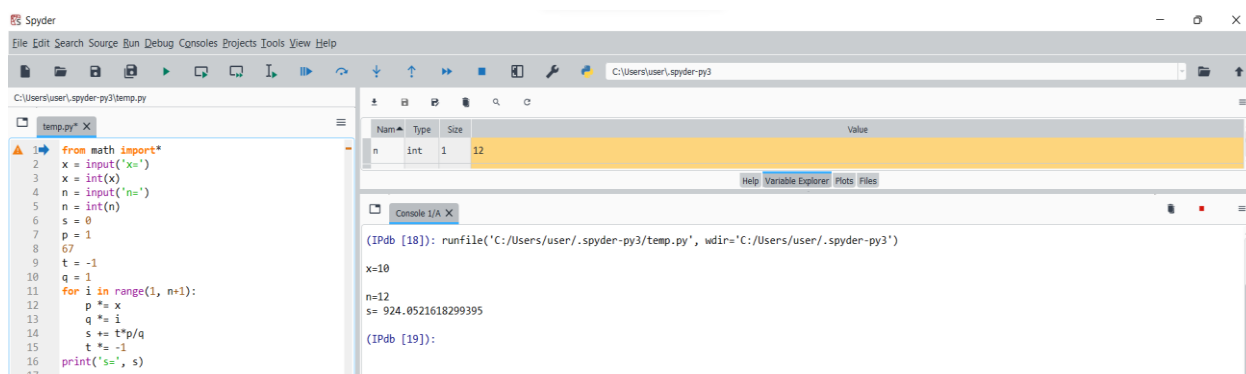 Spyder
File Edit Search Source Run Debug Consoles Projects Tools View Help
C:\Users\user\.spyder-py3
C:\Users\user\.spyder-py3\temp.py
temp.py*
1 from math import*
2 x = input('x=')
3 x = int(x)
4 n = input('n=')
5 n = int(n)
6 s = 0
7 p = 1
8 67
9 t = -1
10 q = 1
11 for i in range(1, n+1):
12     p *= x
13     q *= i
14     s += t*p/q
15     t *= -1
16 print('s=', s)
17
Nam Type Size Value
n int 1 12
Help Variable Explorer Plots Files
Console 1/A
(IPdb [18]): runfile('C:/Users/user/.spyder-py3/temp.py', wdir='C:/Users/user/.spyder-py3')
x=10
n=12
s= 924.0521618299395
(IPdb [19]):